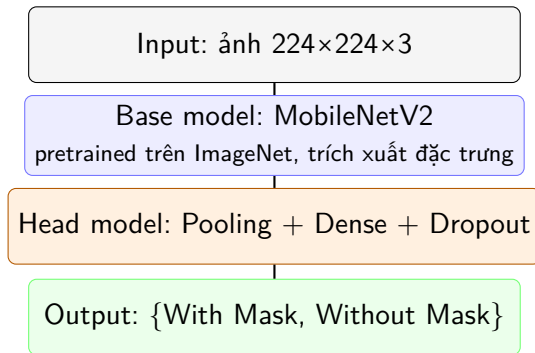 Input: ảnh 224×224×3
Base model: MobileNetV2
pretrained trên ImageNet, trích xuất đặc trưng
Head model: Pooling + Dense + Dropout
Output: {With Mask, Without Mask}